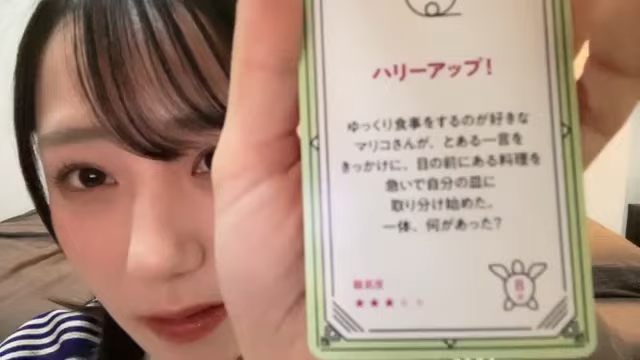 ハリーアップ！
ゆっくり食事をするのが好きな
マリコさんが、とある一言を
きっかけに、目の前にある料理を
急いで自分の皿に
取り分け始めた。
一体、何があった？
難易度
★★★☆☆
8